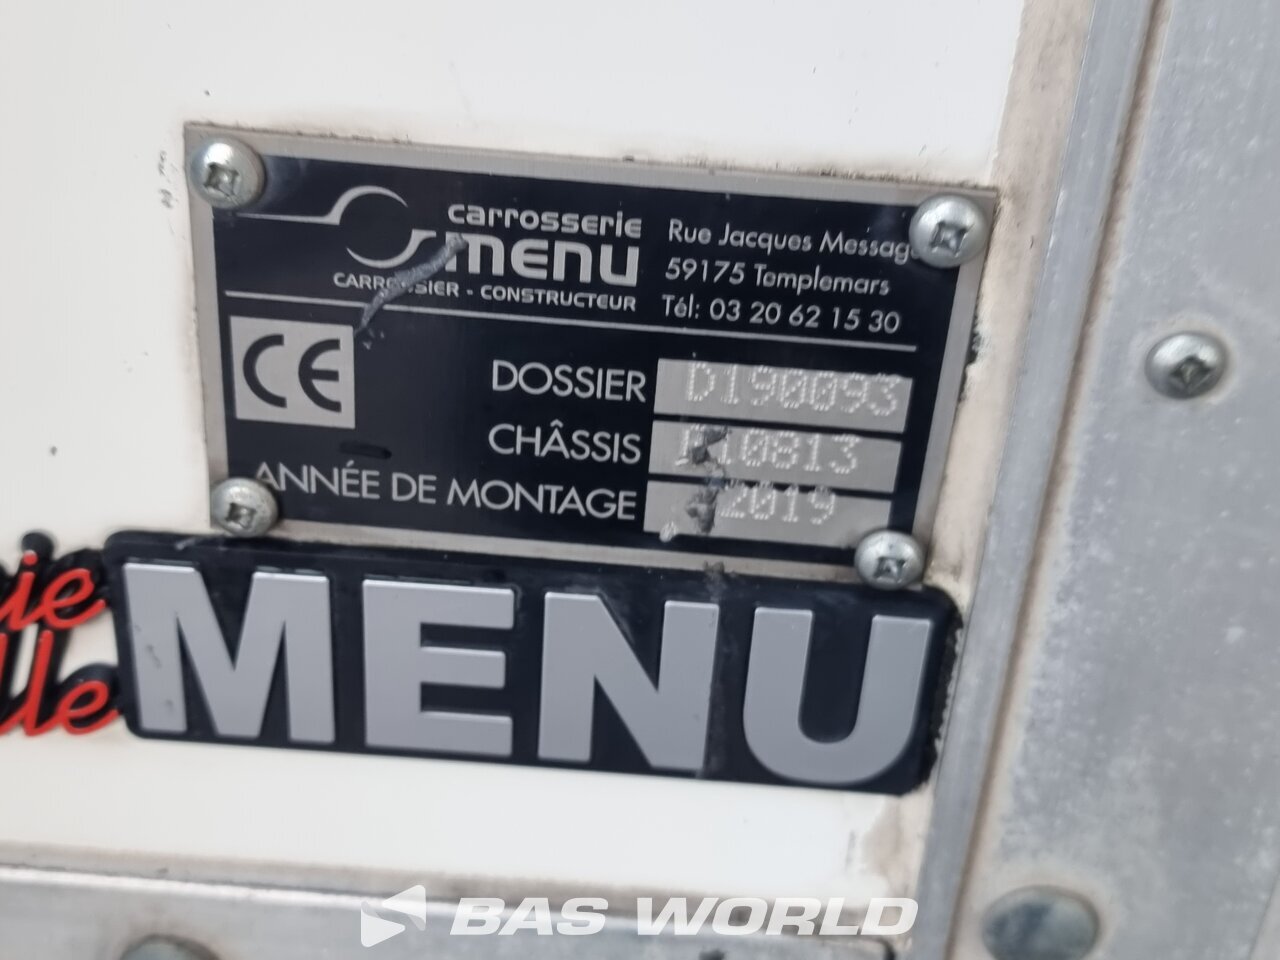 carrosserie
MENU
CARROSSIER - CONSTRUCTEUR
Rue Jacques
59175 Templemars
Tél: 03 20 62 15 30
CE
DOSSIER D190093
CHÂSSIS
ANNÉE DE MONTAGE 2019
MENU
BAS WORLD